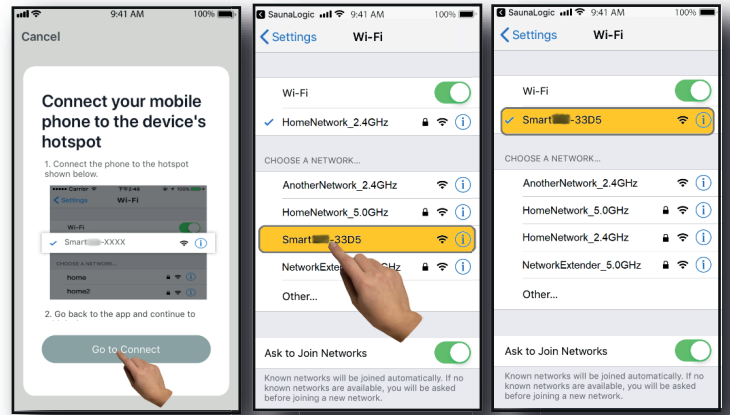 9:41 AM
100%
Cancel
Connect your mobile
phone to the device's
hotspot
1. Connect the phone to the hotspot
shown below.
Carrier
100%
Settings
Wi-Fi
Wi-Fi
Smart -XXXX
CHOOSE A NETWORK...
home
home2
2. Go back to the app and continue to
Go to Connect
SaunaLogic
9:41 AM
100%
Settings
Wi-Fi
Wi-Fi
HomeNetwork_2.4GHz
CHOOSE A NETWORK...
AnotherNetwork_2.4GHz
HomeNetwork_5.0GHz
Smart -33D5
Other...
Ask to Join Networks
Known networks will be joined automatically. If no
known networks are available, you will be asked
before joining a new network.
SaunaLogic
9:41 AM
100%
Settings
Wi-Fi
Wi-Fi
Smart -33D5
CHOOSE A NETWORK...
AnotherNetwork_2.4GHz
HomeNetwork_5.0GHz
HomeNetwork_2.4GHz
NetworkExtender_5.0GHz
Other...
Ask to Join Networks
Known networks will be joined automatically. If no
known networks are available, you will be asked
before joining a new network.